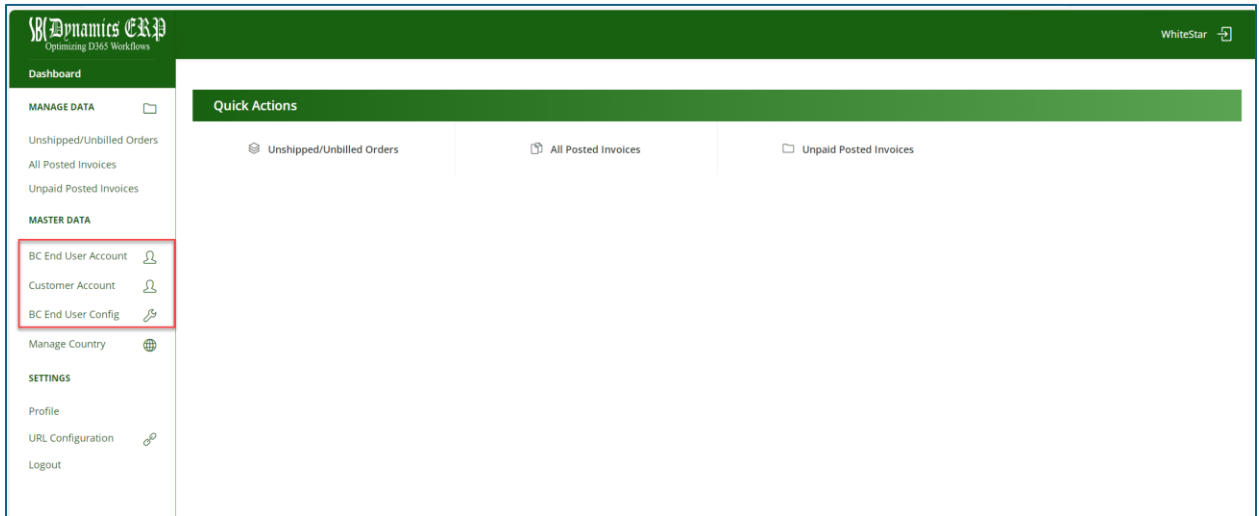 SBC Dynamics ERP
Optimizing D365 Workflows
WhiteStar
Dashboard
MANAGE DATA
Unshipped/Unbilled Orders
All Posted Invoices
Unpaid Posted Invoices
MASTER DATA
BC End User Account
Customer Account
BC End User Config
Manage Country
SETTINGS
Profile
URL Configuration
Logout
Quick Actions
Unshipped/Unbilled Orders
All Posted Invoices
Unpaid Posted Invoices